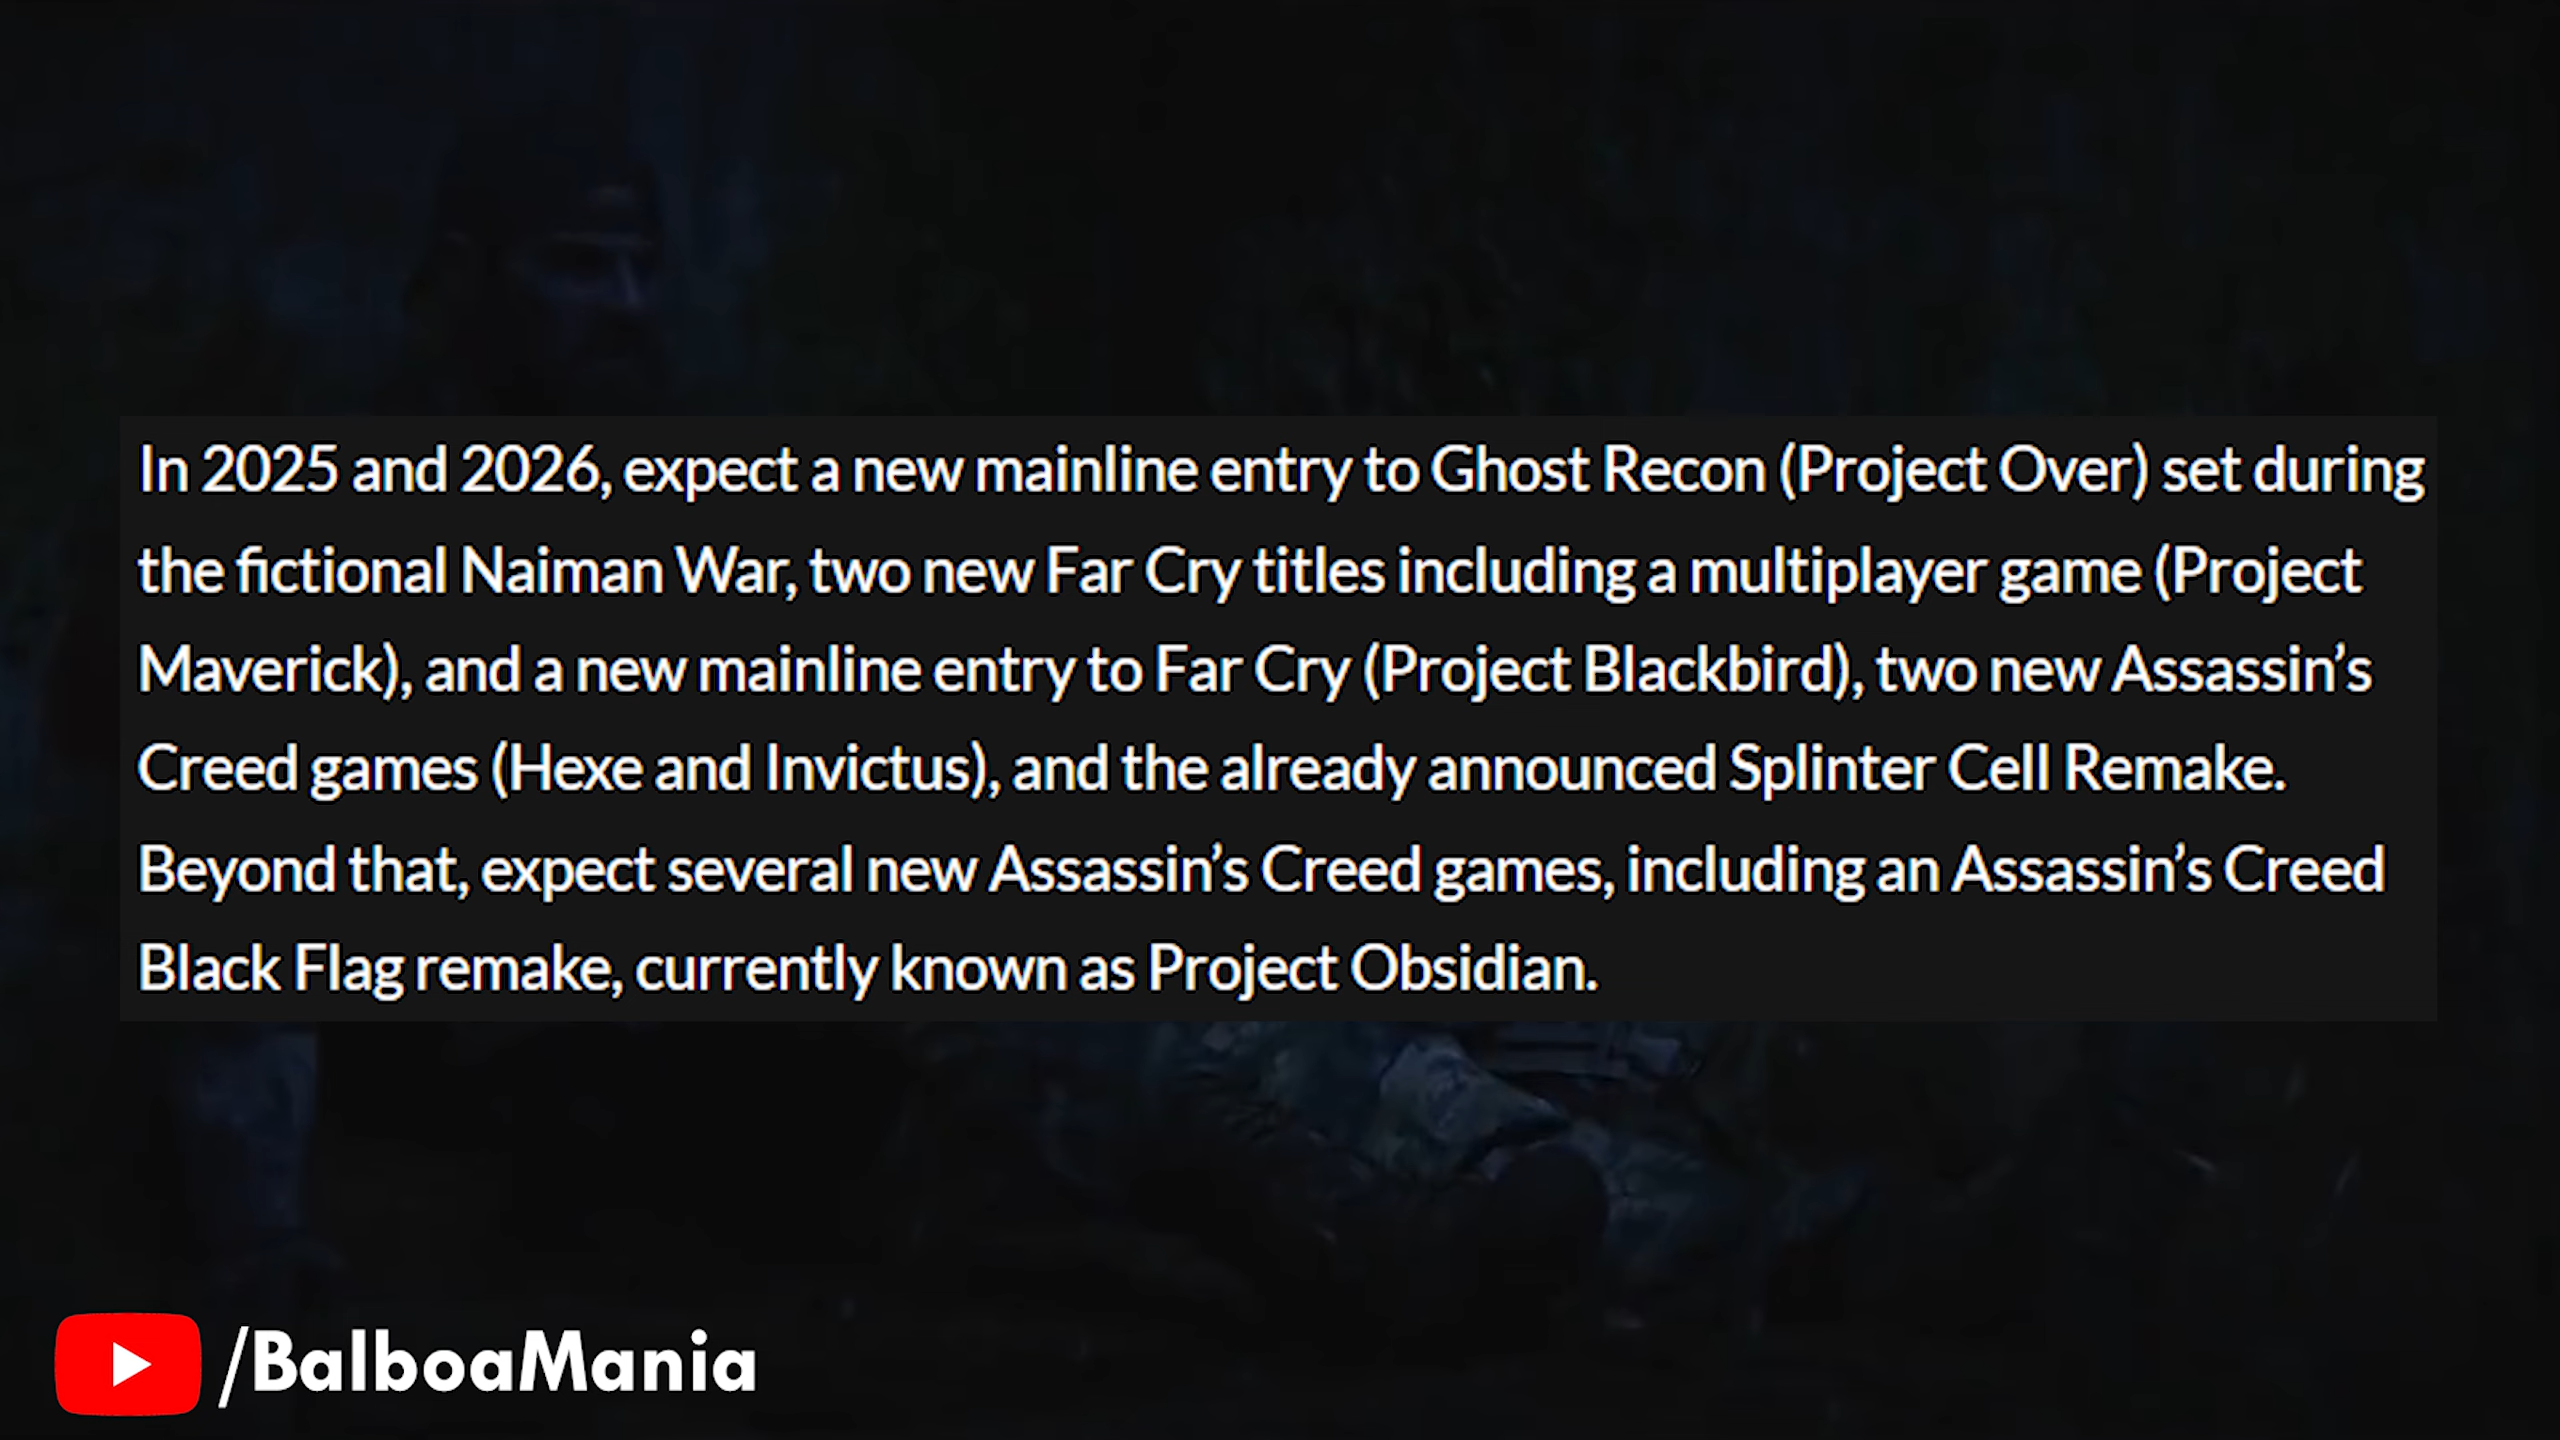 In 2025 and 2026, expect a new mainline entry to Ghost Recon (Project Over) set during
the fictional Naiman War, two new Far Cry titles including a multiplayer game (Project
Maverick), and a new mainline entry to Far Cry (Project Blackbird), two new Assassin’s
Creed games (Hexe and Invictus), and the already announced Splinter Cell Remake.
Beyond that, expect several new Assassin’s Creed games, including an Assassin’s Creed
Black Flag remake, currently known as Project Obsidian.
/BalboaMania